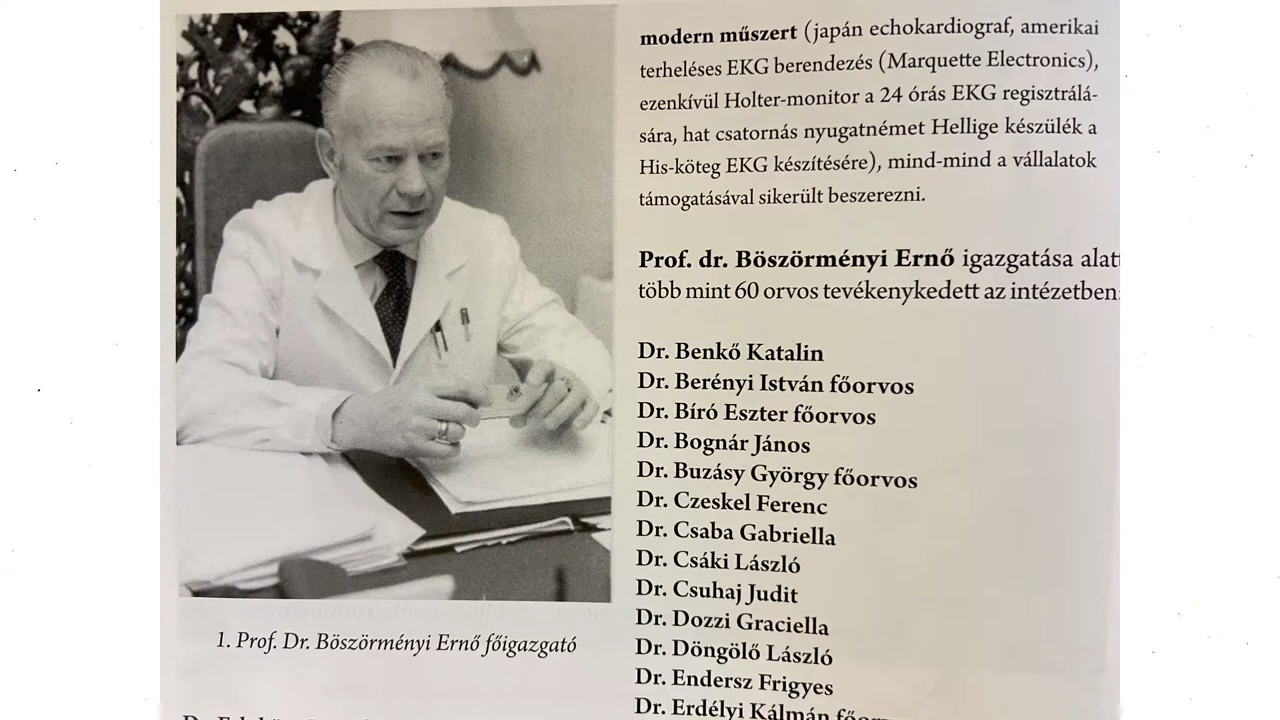 modern műszert (japán echokardiograf, amerikai
terheléses EKG berendezés (Marquette Electronics),
ezenkívül Holter-monitor a 24 órás EKG regisztrálá-
sára, hat csatornás nyugatnémet Hellige készülék a
His-köteg EKG készítésére), mind-mind a vállalatok
támogatásával sikerült beszerezni.
Prof. dr. Böszörményi Ernő igazgatása alatt
több mint 60 orvos tevékenykedett az intézetben:
Dr. Benkő Katalin
Dr. Berényi István főorvos
Dr. Bíró Eszter főorvos
Dr. Bognár János
Dr. Buzásy György főorvos
Dr. Czeskel Ferenc
Dr. Csaba Gabriella
Dr. Csáki László
Dr. Csuhaj Judit
Dr. Dozzi Graciella
Dr. Döngölő László
Dr. Endersz Frigyes
Dr. Erdélyi Kálmán
1. Prof. Dr. Böszörményi Ernő főigazgató